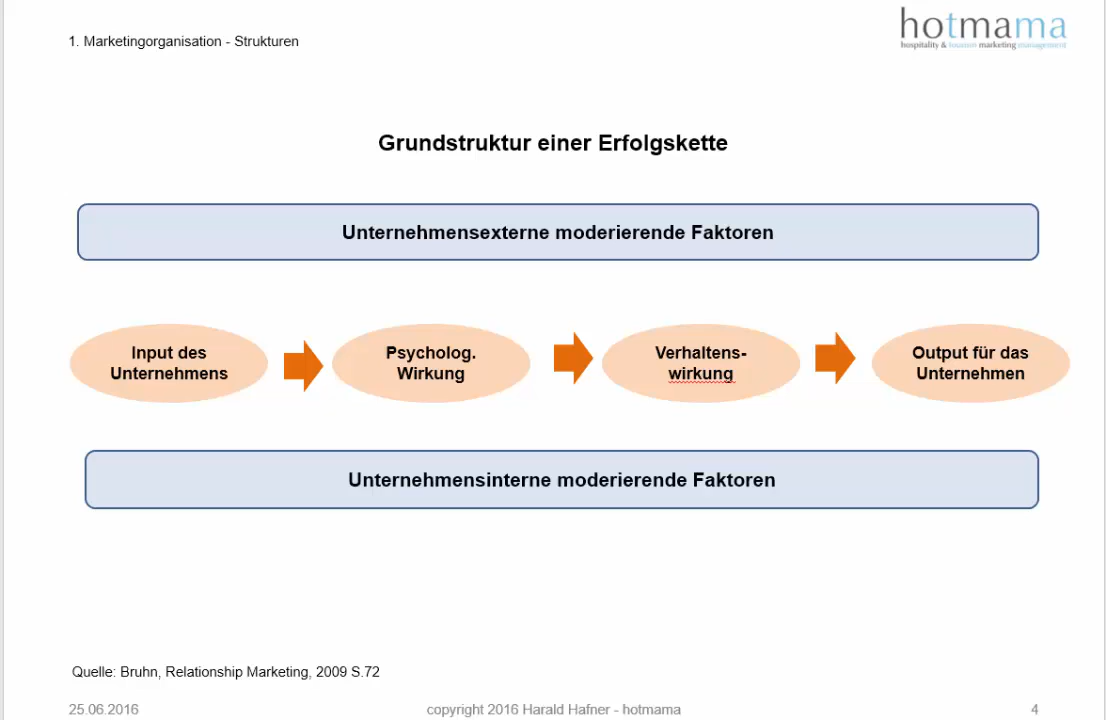 1. Marketingorganisation - Strukturen
hotmama
hospitality & tourism marketing management
Grundstruktur einer Erfolgskette
Unternehmensexterne moderierende Faktoren
Input des
Unternehmens
Psycholog.
Wirkung
Verhaltens-
wirkung
Output für das
Unternehmen
Unternehmensinterne moderierende Faktoren
Quelle: Bruhn, Relationship Marketing, 2009 S.72
25.06.2016
copyright 2016 Harald Hafner - hotmama
4